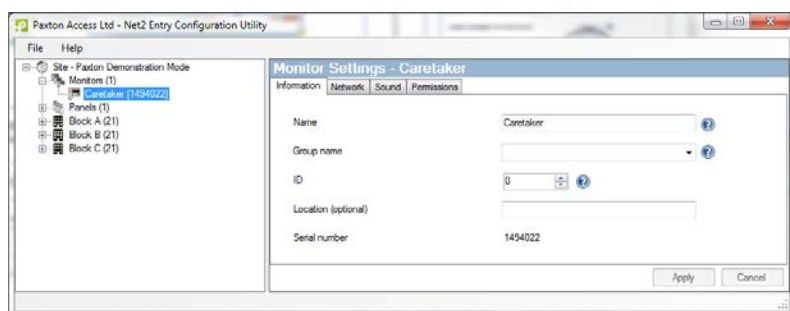 Paxton Access Ltd - Net2 Entry Configuration Utility
File Help
Site - Paxton Demonstration Mode
Monitors (1)
Caretaker [1494022]
Panels (1)
Block A (21)
Block B (21)
Block C (21)
Monitor Settings - Caretaker
Information Network Sound Permissions
Name Caretaker
Group name
ID 0
Location (optional)
Serial number 1494022
Apply Cancel